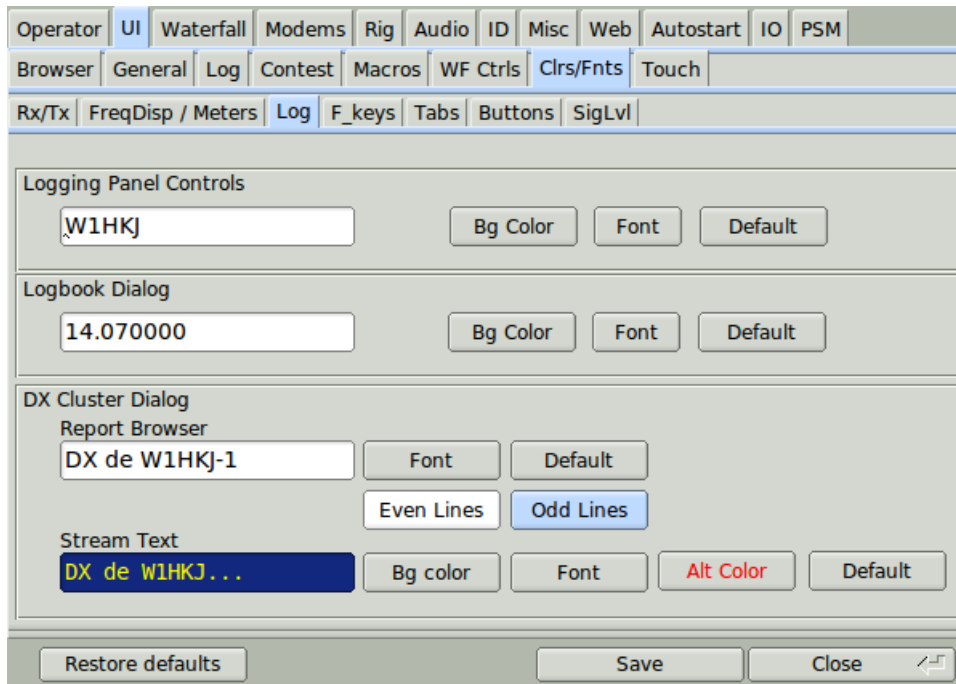 Operator UI Waterfall Modems Rig Audio ID Misc Web Autostart IO PSM
Browser General Log Contest Macros WF Ctrls Clrs/Fnts Touch
Rx/Tx FreqDisp / Meters Log F_keys Tabs Buttons SigLvl
Logging Panel Controls
W1HKJ Bg Color Font Default
Logbook Dialog
14.070000 Bg Color Font Default
DX Cluster Dialog
Report Browser
DX de W1HKJ-1 Font Default
Even Lines Odd Lines
Stream Text
DX de W1HKJ... Bg color Font Alt Color Default
Restore defaults Save Close